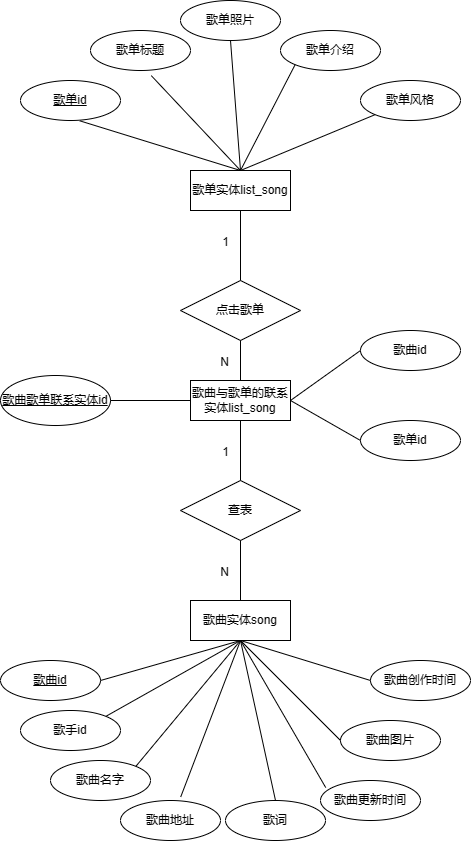 歌单照片
歌单标题
歌单介绍
歌单id
歌单风格
歌单实体list_song
1
点击歌单
N
歌曲id
歌曲与歌单的联系
实体list_song
歌曲歌单联系实体id
歌单id
1
查表
N
歌曲实体song
歌曲id
歌曲创作时间
歌手id
歌曲图片
歌曲名字
歌曲更新时间
歌曲地址
歌词